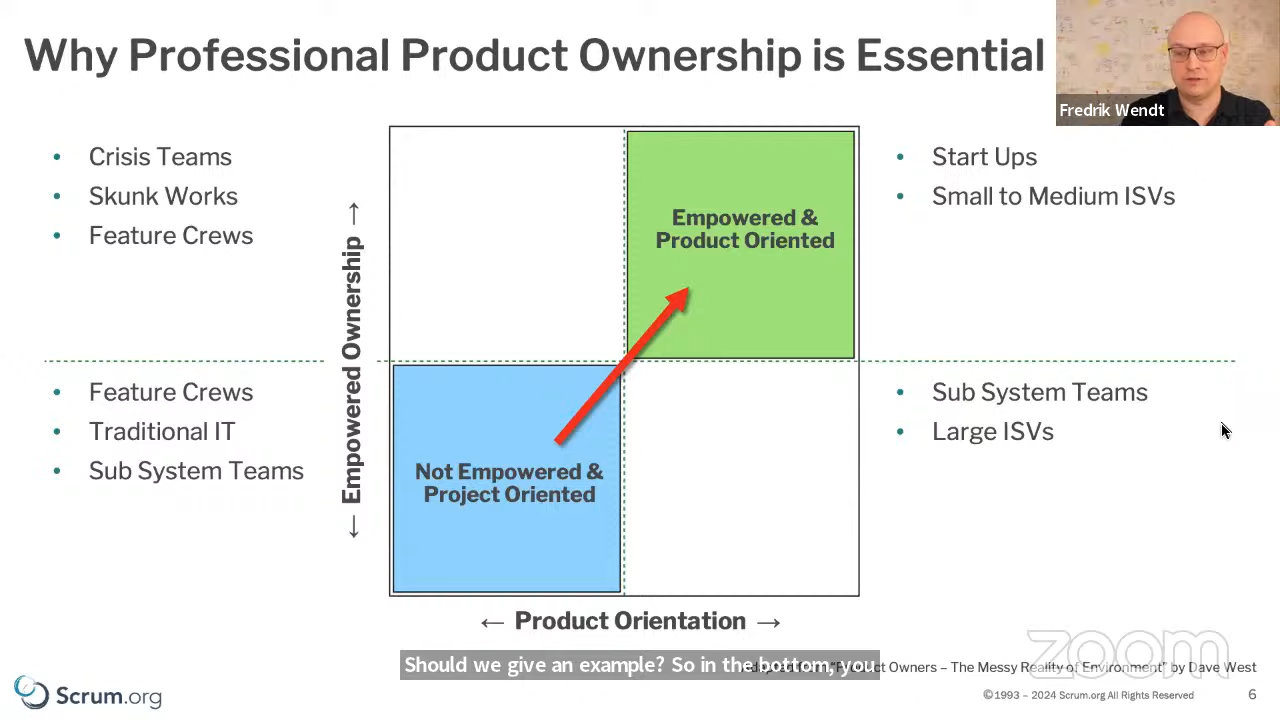 Why Professional Product Ownership is Essential
Fredrik Wendt
• Crisis Teams
• Skunk Works
• Feature Crews
• Start Ups
• Small to Medium ISVs
Empowered &
Product Oriented
← Empowered Ownership →
• Feature Crews
• Traditional IT
• Sub System Teams
• Sub System Teams
• Large ISVs
Not Empowered &
Project Oriented
← Product Orientation →
Should we give an example? So in the bottom, you
Owners – The Messy Reality of Environment” by Dave West
zoom
Scrum.org
©1993 – 2024 Scrum.org All Rights Reserved
6